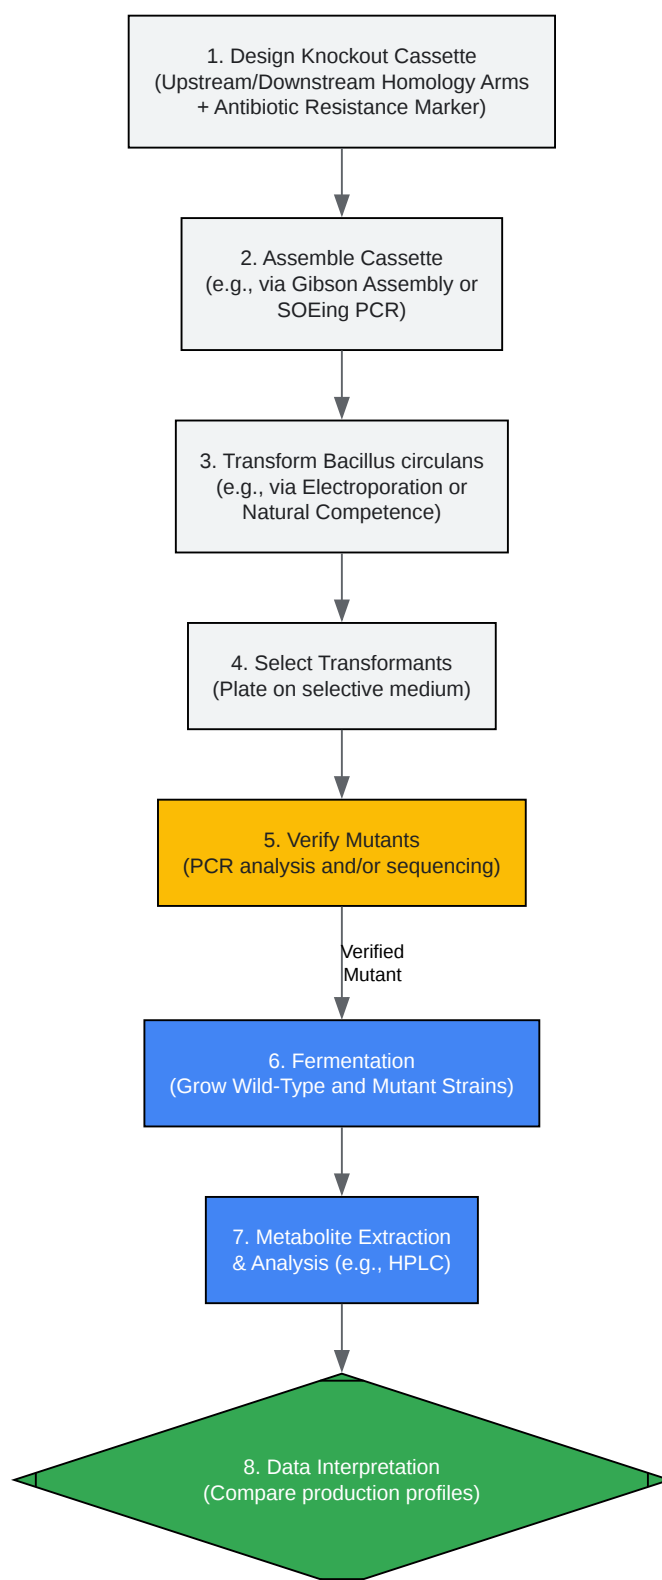 1. Design Knockout Cassette
(Upstream/Downstream Homology Arms
+ Antibiotic Resistance Marker)
2. Assemble Cassette
(e.g., via Gibson Assembly or
SOEing PCR)
3. Transform Bacillus circulans
(e.g., via Electroporation or
Natural Competence)
4. Select Transformants
(Plate on selective medium)
5. Verify Mutants
(PCR analysis and/or sequencing)
Verified
Mutant
6. Fermentation
(Grow Wild-Type and Mutant Strains)
7. Metabolite Extraction
& Analysis (e.g., HPLC)
8. Data Interpretation
(Compare production profiles)